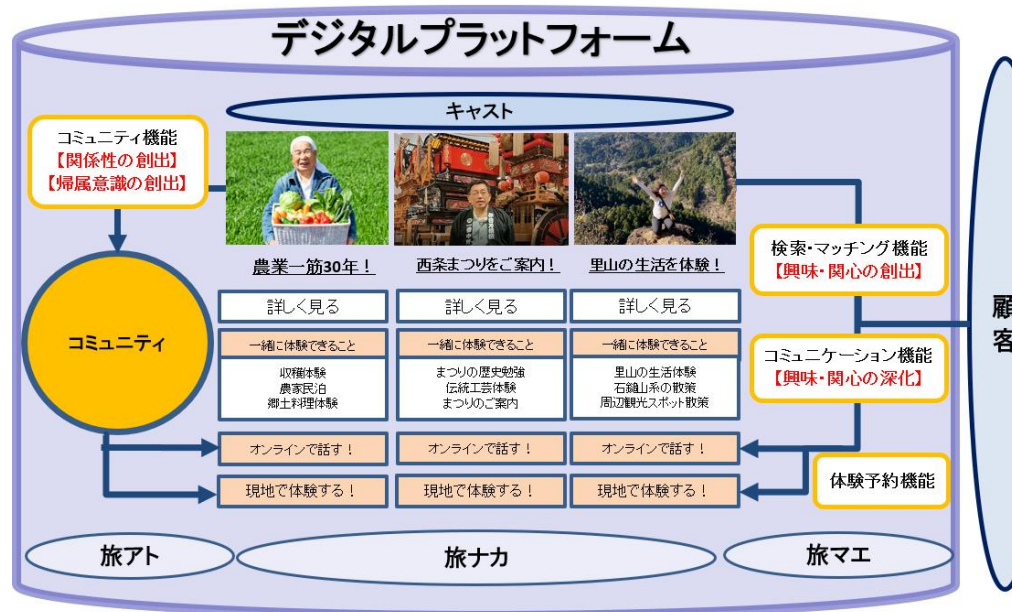 デジタルプラットフォーム
キャスト
コミュニティ機能
【関係性の創出】
【帰属意識の創出】
コミュニティ
農業一筋30年！
西条まつりをご案内！
里山の生活を体験！
詳しく見る
詳しく見る
詳しく見る
一緒に体験できること
一緒に体験できること
一緒に体験できること
収穫体験
農家民泊
郷土料理体験
まつりの歴史勉強
伝統工芸体験
まつりのご案内
里山の生活体験
石鎚山系の散策
周辺観光スポット散策
オンラインで話す！
オンラインで話す！
オンラインで話す！
現地で体験する！
現地で体験する！
現地で体験する！
検索・マッチング機能
【興味・関心の創出】
コミュニケーション機能
【興味・関心の深化】
体験予約機能
顧
客
旅アト
旅ナカ
旅マエ